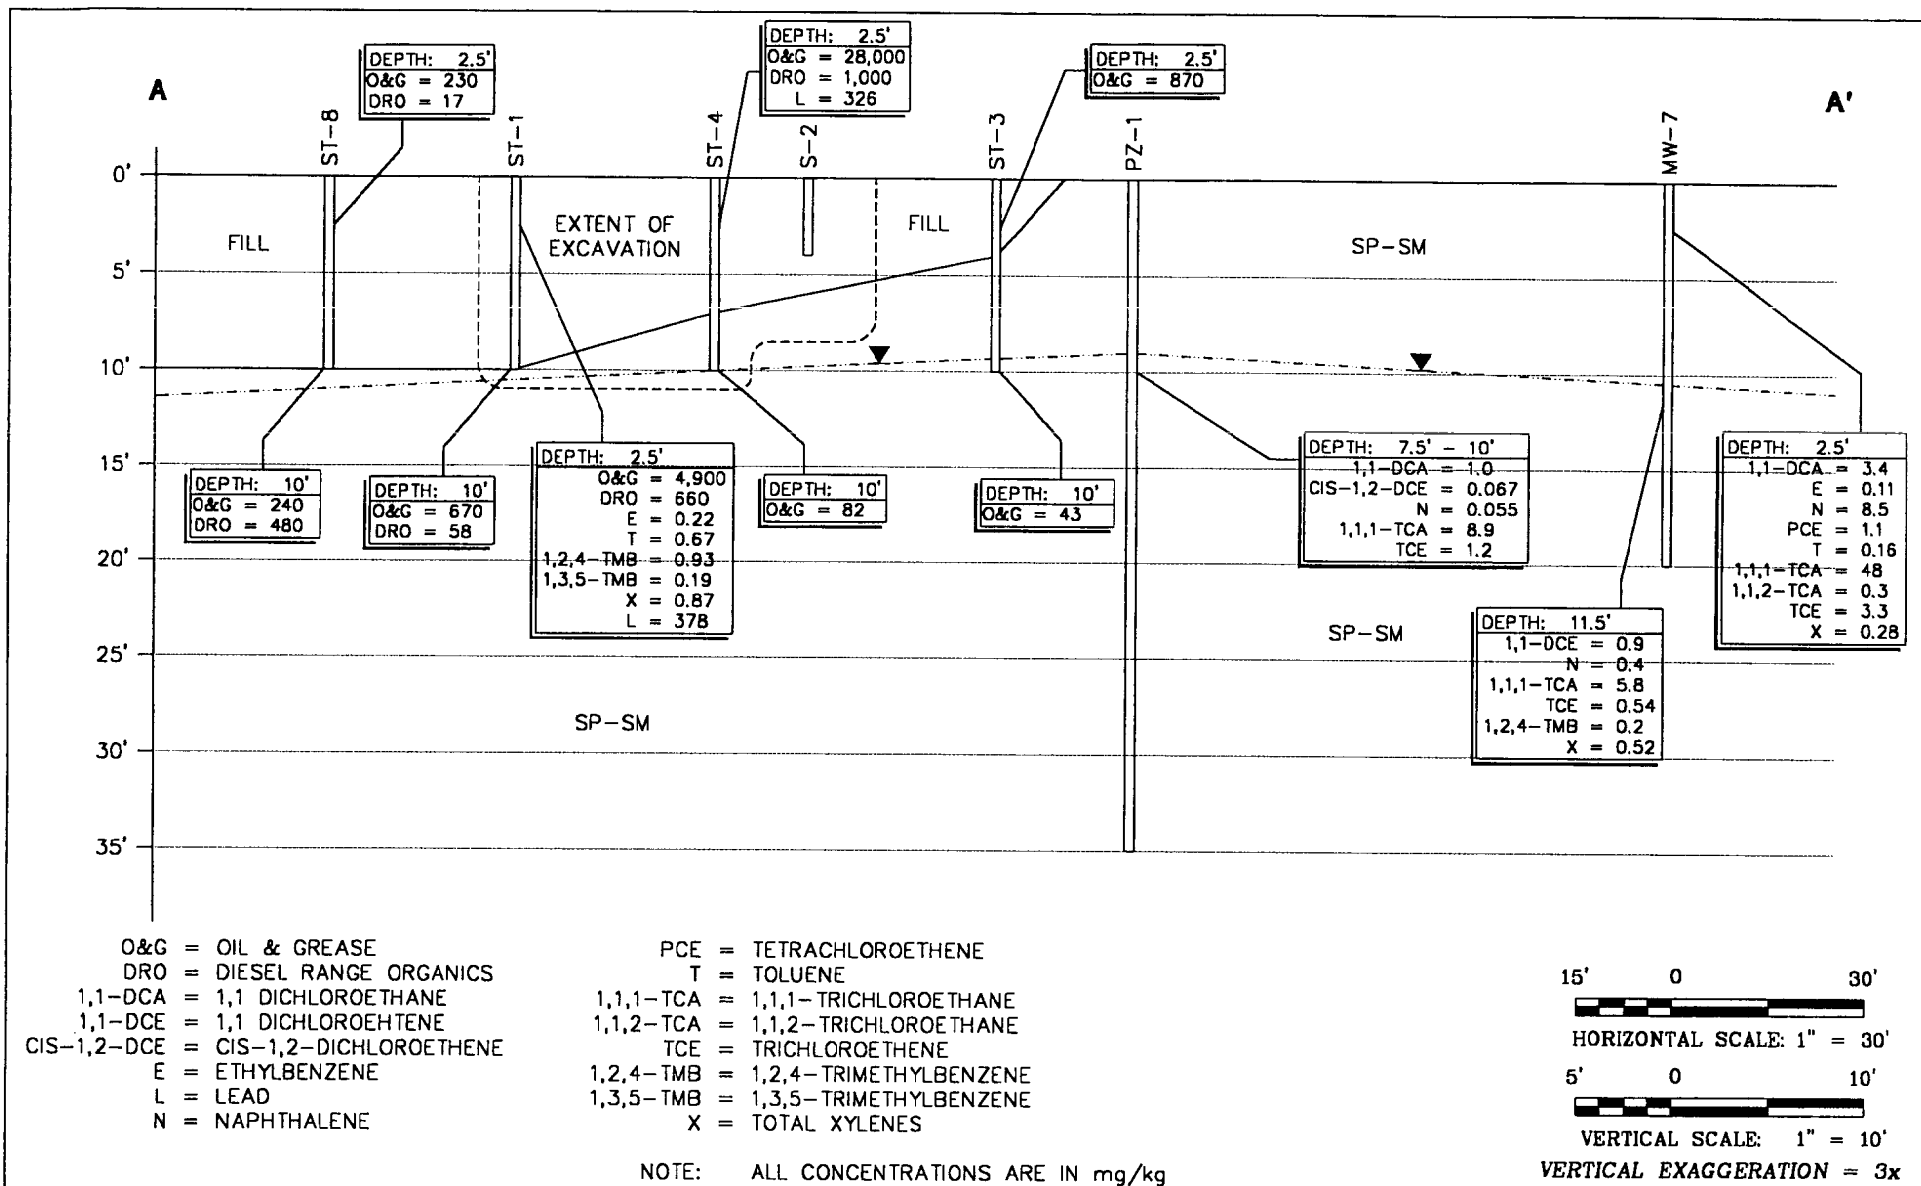 A
A'
DEPTH: 2.5'
O&G = 230
DRO = 17
DEPTH: 2.5'
O&G = 28,000
DRO = 1,000
L = 326
DEPTH: 2.5'
O&G = 870
ST-8
ST-1
ST-4
S-2
ST-3
PZ-1
MW-7
0'
5'
10'
15'
20'
25'
30'
35'
FILL
EXTENT OF
EXCAVATION
FILL
SP-SM
DEPTH: 10'
O&G = 240
DRO = 480
DEPTH: 10'
O&G = 670
DRO = 58
DEPTH: 2.5'
O&G = 4,900
DRO = 660
E = 0.22
T = 0.67
1,2,4-TMB = 0.93
1,3,5-TMB = 0.19
X = 0.87
L = 378
DEPTH: 10'
O&G = 82
DEPTH: 10'
O&G = 43
DEPTH: 7.5' - 10'
1,1-DCA = 1.0
CIS-1,2-DCE = 0.067
N = 0.055
1,1,1-TCA = 8.9
TCE = 1.2
DEPTH: 2.5'
1,1-DCA = 3.4
E = 0.11
N = 8.5
PCE = 1.1
T = 0.16
1,1,1-TCA = 48
1,1,2-TCA = 0.3
TCE = 3.3
X = 0.28
SP-SM
DEPTH: 11.5'
1,1-DCE = 0.9
N = 0.4
1,1,1-TCA = 5.8
TCE = 0.54
1,2,4-TMB = 0.2
X = 0.52
SP-SM
O&G = OIL & GREASE
DRO = DIESEL RANGE ORGANICS
1,1-DCA = 1,1 DICHLOROETHANE
1,1-DCE = 1,1 DICHLOROEHTENE
CIS-1,2-DCE = CIS-1,2-DICHLOROETHENE
E = ETHYLBENZENE
L = LEAD
N = NAPHTHALENE
PCE = TETRACHLOROETHENE
T = TOLUENE
1,1,1-TCA = 1,1,1-TRICHLOROETHANE
1,1,2-TCA = 1,1,2-TRICHLOROETHANE
TCE = TRICHLOROETHENE
1,2,4-TMB = 1,2,4-TRIMETHYLBENZENE
1,3,5-TMB = 1,3,5-TRIMETHYLBENZENE
X = TOTAL XYLENES
NOTE: ALL CONCENTRATIONS ARE IN mg/kg
15' 0 30'
HORIZONTAL SCALE: 1" = 30'
5' 0 10'
VERTICAL SCALE: 1" = 10'
VERTICAL EXAGGERATION = 3x